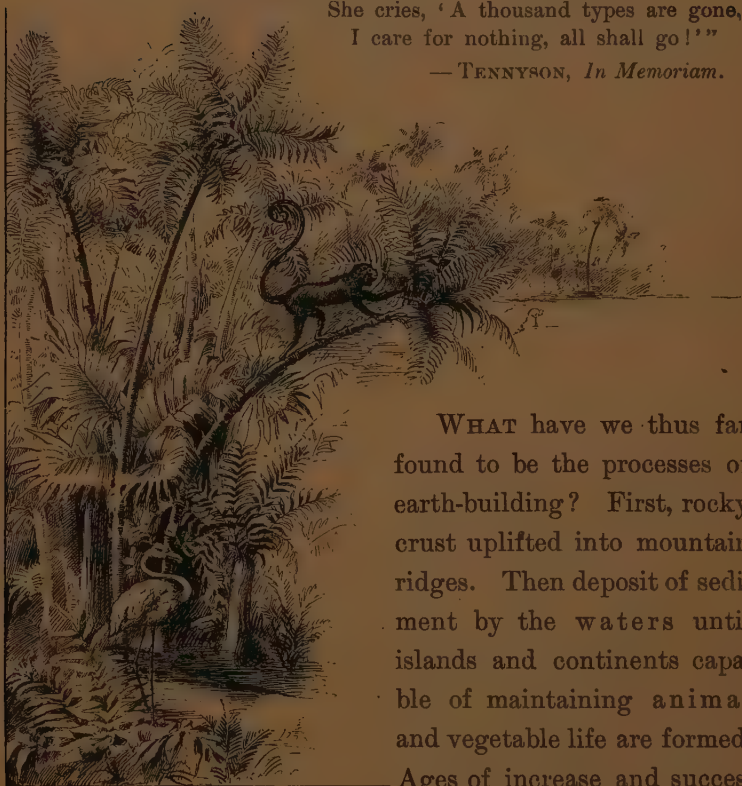 She cries, ‘A thousand types are gone,
I care for nothing, all shall go!’”
— TENNYSON, In Memoriam.
WHAT have we thus far
found to be the processes of
earth-building? First, rocky
crust uplifted into mountain
ridges. Then deposit of sedi
ment by the waters unti
islands and continents capa
ble of maintaining anima
and vegetable life are formed
Ages of increase and succes